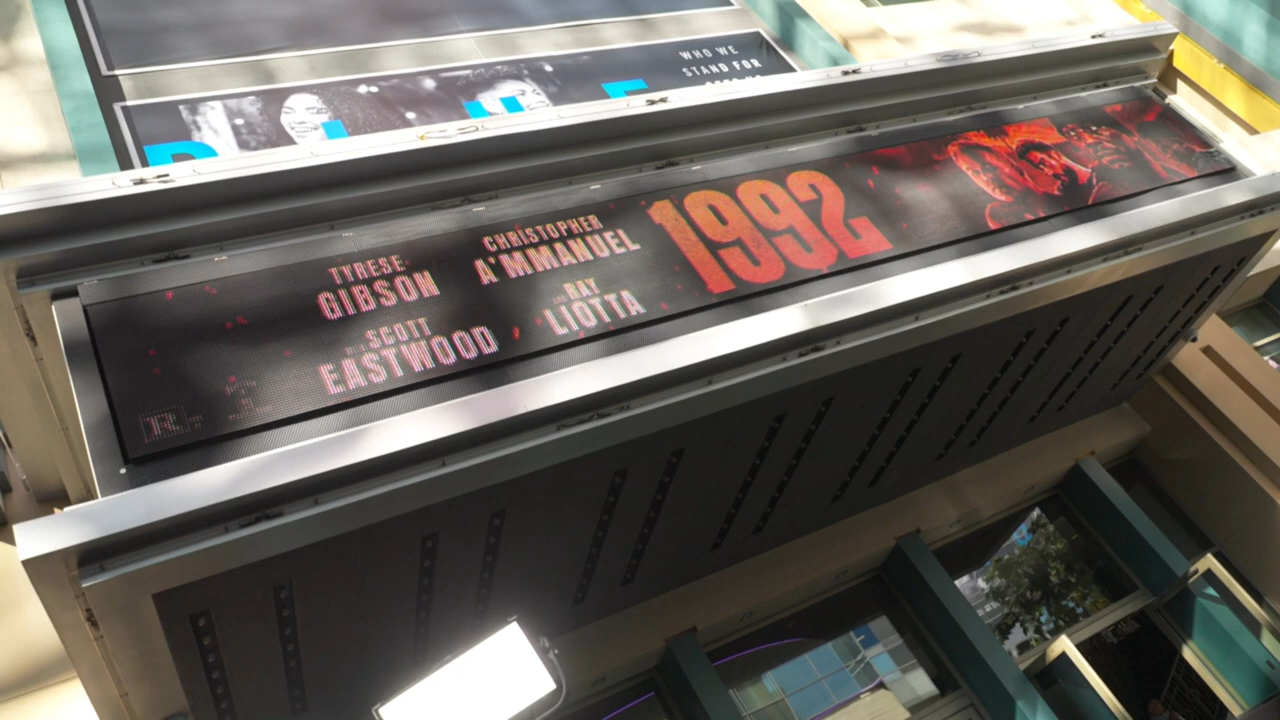 WHO WE
STAND FOR
TYRESE
GIBSON
CHRISTOPHER
A'MMANUEL
SCOTT
EASTWOOD
RAY
LIOTTA
1992
R